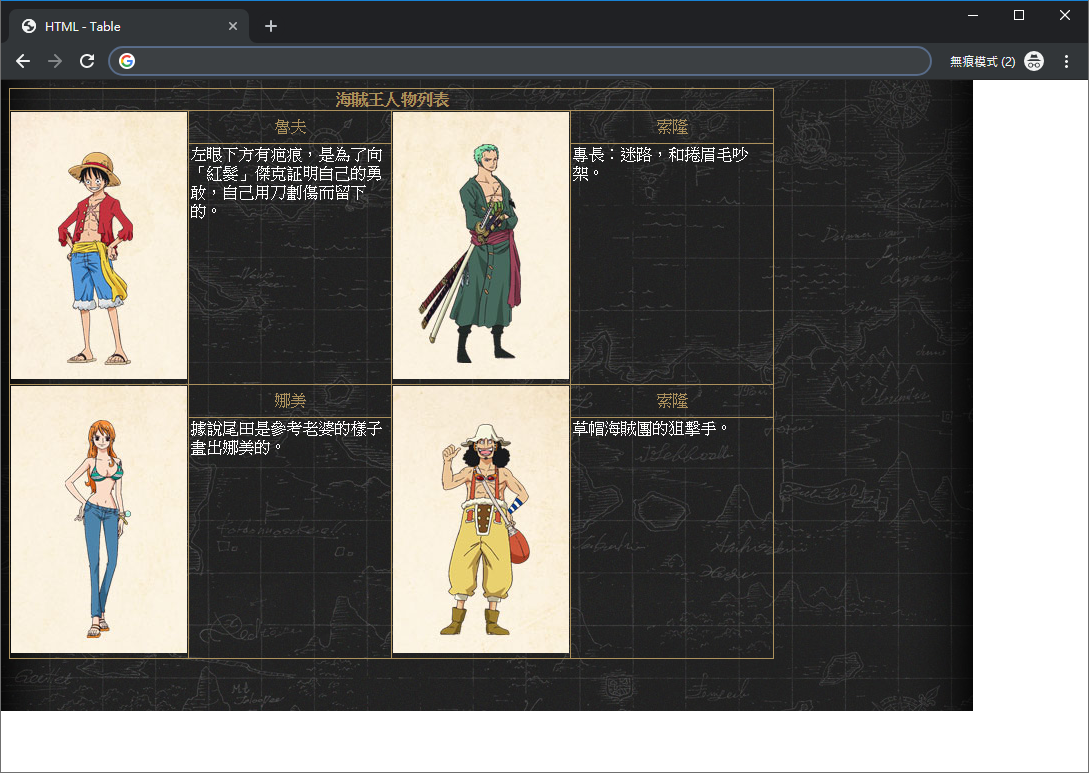 HTML - Table
無痕模式 (2)
海賊王人物列表
魯夫
左眼下方有疤痕，是為了向
「紅髮」傑克証明自己的勇
敢，自己用刀劃傷而留下
的。
索隆
專長：迷路，和捲眉毛吵
架。
娜美
據說尾田是參考老婆的樣子
畫出娜美的。
索隆
草帽海賊團的狙擊手。